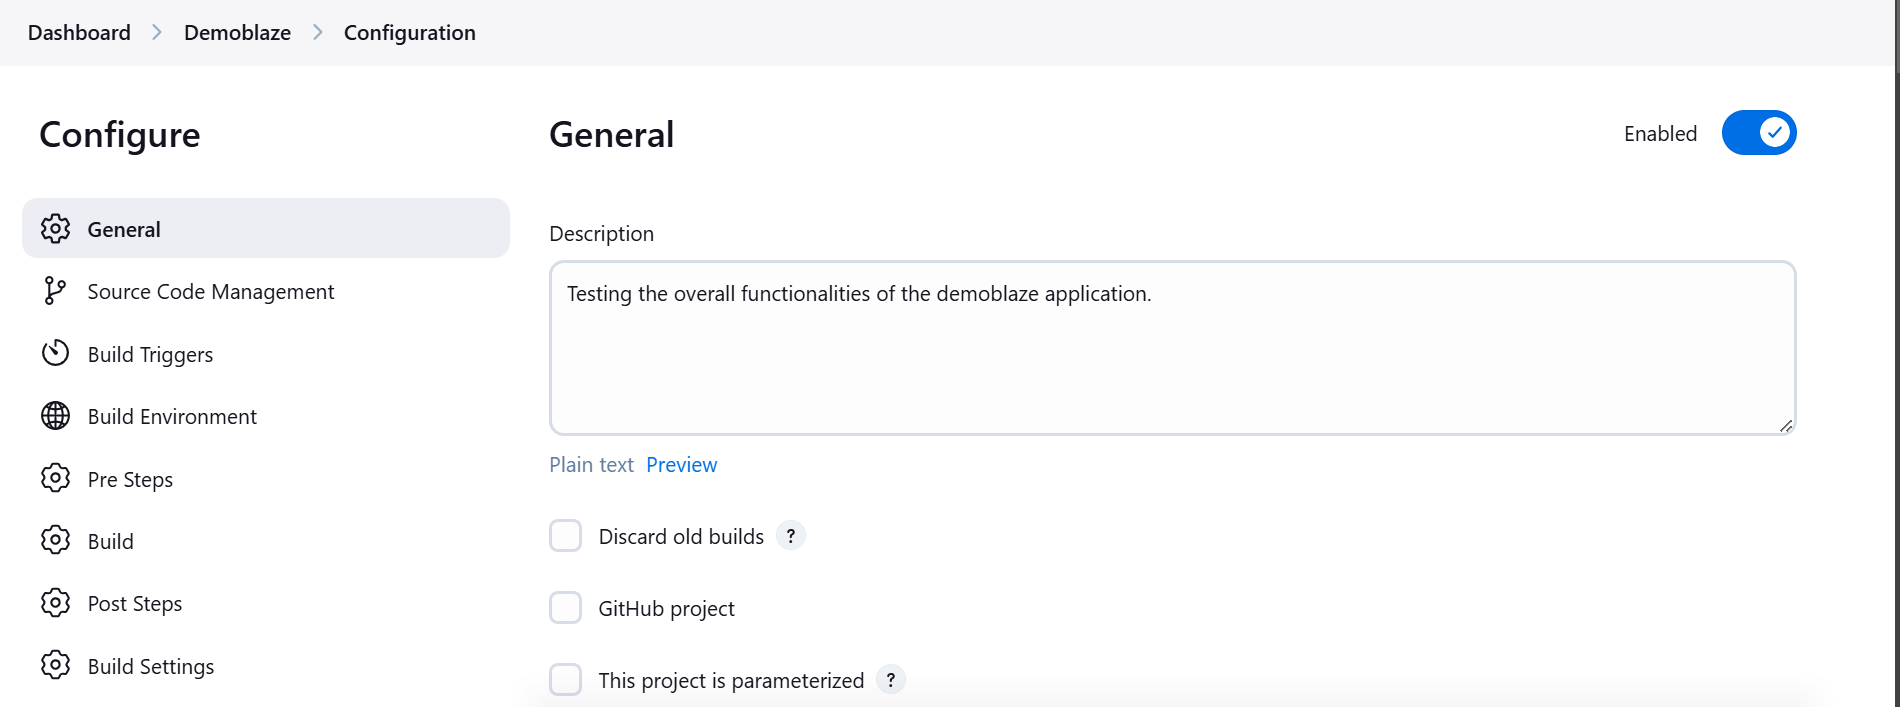 Dashboard > Demoblaze > Configuration
Configure
General
Source Code Management
Build Triggers
Build Environment
Pre Steps
Build
Post Steps
Build Settings
General
Enabled
Description
Testing the overall functionalities of the demoblaze application.
Plain text Preview
Discard old builds ?
GitHub project
This project is parameterized ?